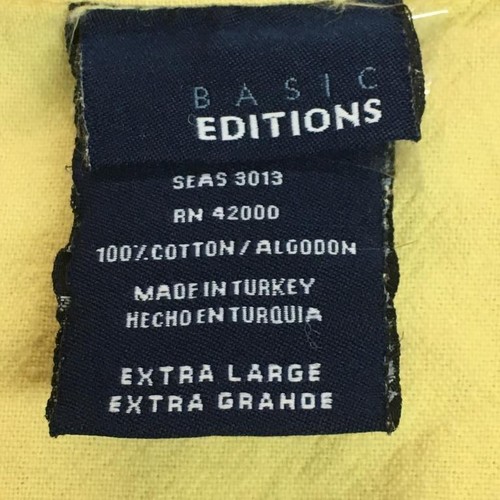 BASIC
EDITIONS
SEAS 3013
RN 42000
100% COTTON / ALGODON
MADE IN TURKEY
HECHO EN TURQUIA
EXTRA LARGE
EXTRA GRANDE